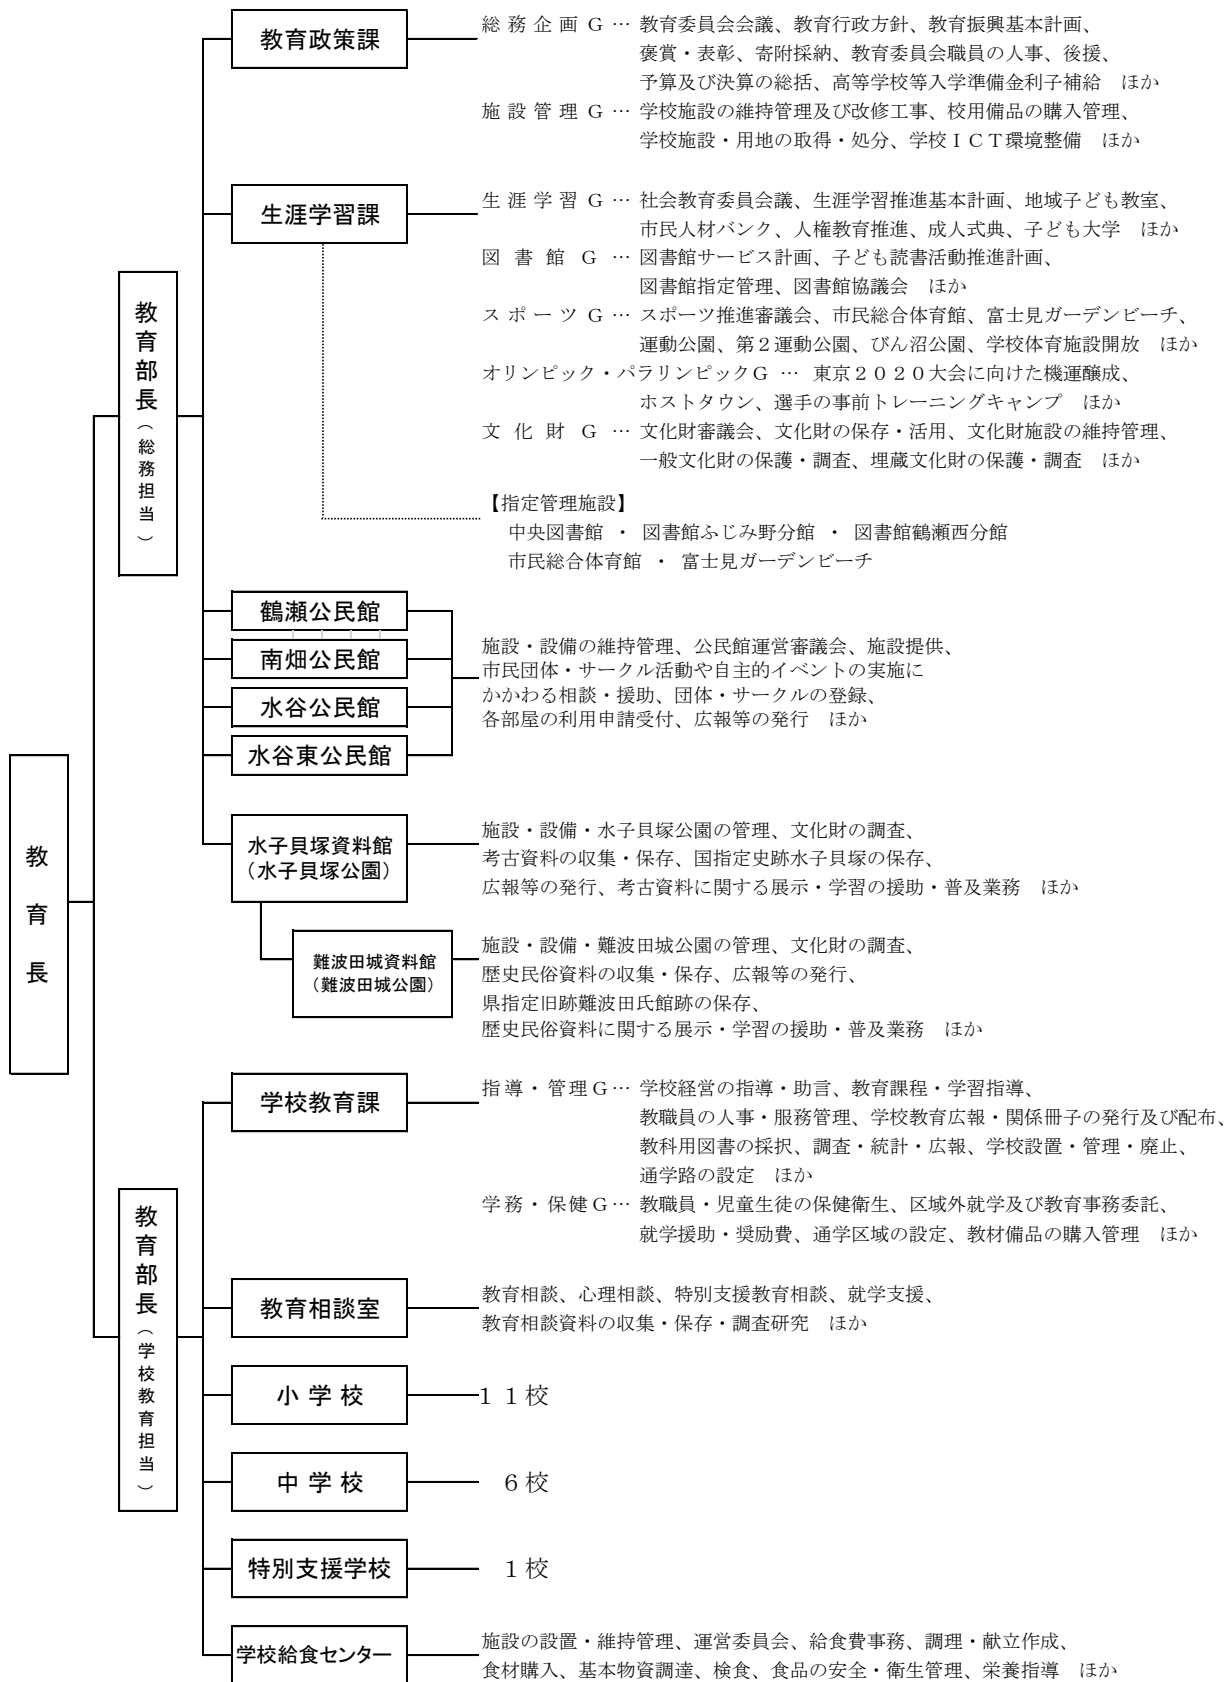 教育長
教育部長（総務担当）
教育政策課
総務企画G… 教育委員会会議、教育行政方針、教育振興基本計画、
褒賞・表彰、寄附採納、教育委員会職員の人事、後援、
予算及び決算の総括、高等学校等入学準備金利子補給　ほか
施設管理G… 学校施設の維持管理及び改修工事、校用備品の購入管理、
学校施設・用地の取得・処分、学校ＩＣＴ環境整備　ほか
生涯学習課
生涯学習G… 社会教育委員会議、生涯学習推進基本計画、地域子ども教室、
市民人材バンク、人権教育推進、成人式典、子ども大学　ほか
図書館G… 図書館サービス計画、子ども読書活動推進計画、
図書館指定管理、図書館協議会　ほか
スポーツG… スポーツ推進審議会、市民総合体育館、富士見ガーデンビーチ、
運動公園、第２運動公園、びん沼公園、学校体育施設開放　ほか
オリンピック・パラリンピックG … 東京２０２０大会に向けた機運醸成、
ホストタウン、選手の事前トレーニングキャンプ　ほか
文化財G… 文化財審議会、文化財の保存・活用、文化財施設の維持管理、
一般文化財の保護・調査、埋蔵文化財の保護・調査　ほか
【指定管理施設】
中央図書館 ・ 図書館ふじみ野分館 ・ 図書館鶴瀬西分館
市民総合体育館 ・ 富士見ガーデンビーチ
鶴瀬公民館
南畑公民館
水谷公民館
水谷東公民館
施設・設備の維持管理、公民館運営審議会、施設提供、
市民団体・サークル活動や自主的イベントの実施に
かかわる相談・援助、団体・サークルの登録、
各部屋の利用申請受付、広報等の発行　ほか
水子貝塚資料館
（水子貝塚公園）
施設・設備・水子貝塚公園の管理、文化財の調査、
考古資料の収集・保存、国指定史跡水子貝塚の保存、
広報等の発行、考古資料に関する展示・学習の援助・普及業務　ほか
難波田城資料館
（難波田城公園）
施設・設備・難波田城公園の管理、文化財の調査、
歴史民俗資料の収集・保存、広報等の発行、
県指定旧跡難波田氏館跡の保存、
歴史民俗資料に関する展示・学習の援助・普及業務　ほか
教育部長（学校教育担当）
学校教育課
指導・管理G… 学校経営の指導・助言、教育課程・学習指導、
教職員の人事・服務管理、学校教育広報・関係冊子の発行及び配布、
教科用図書の採択、調査・統計・広報、学校設置・管理・廃止、
通学路の設定　ほか
学務・保健G… 教職員・児童生徒の保健衛生、区域外就学及び教育事務委託、
就学援助・奨励費、通学区域の設定、教材備品の購入管理　ほか
教育相談室
教育相談、心理相談、特別支援教育相談、就学支援、
教育相談資料の収集・保存・調査研究　ほか
小学校
１１校
中学校
６校
特別支援学校
１校
学校給食センター
施設の設置・維持管理、運営委員会、給食費事務、調理・献立作成、
食材購入、基本物資調達、検食、食品の安全・衛生管理、栄養指導　ほか